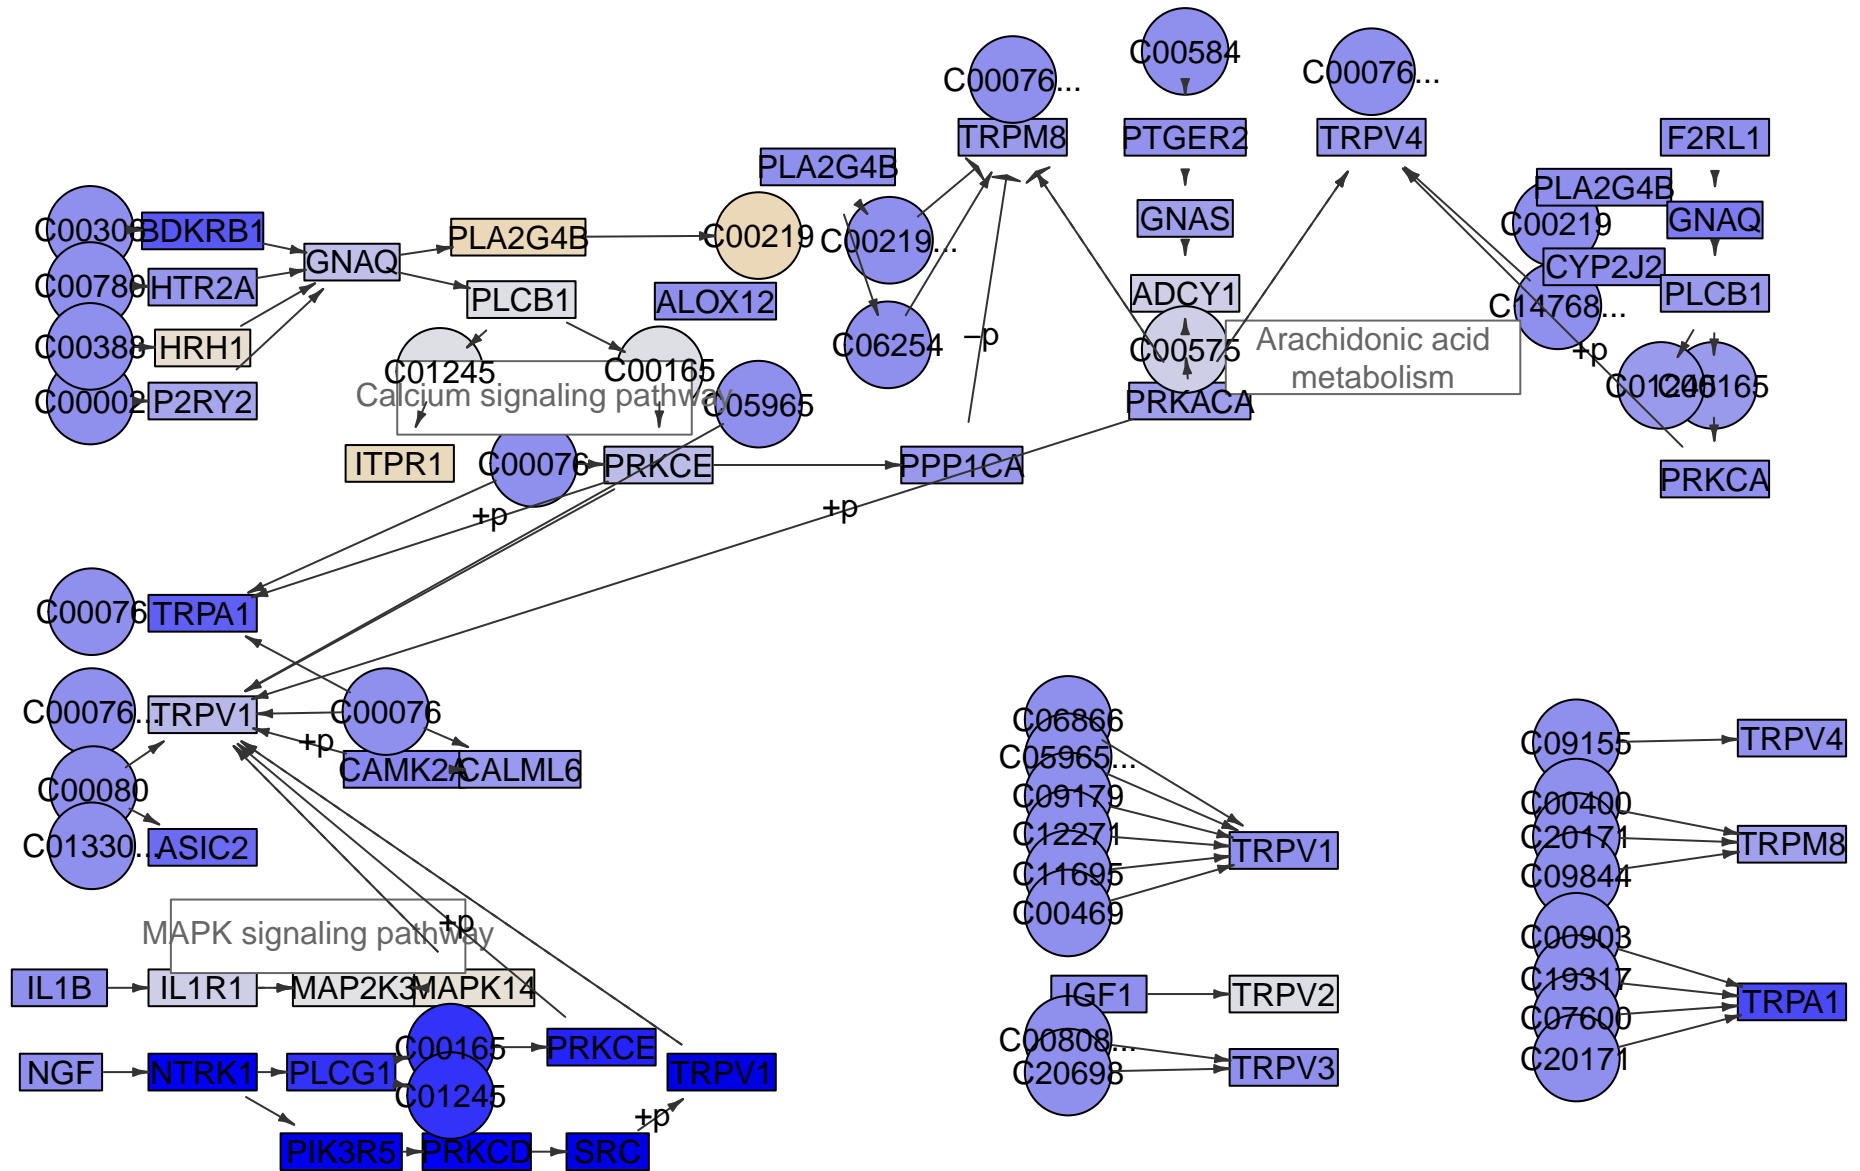 C00584
C00076...
C00076...
TRPM8
PTGER2
TRPV4
F2RL1
PLA2G4B
PLA2G4B
C00219
GNAQ
GNAS
BDKRB1
PLA2G4B
C00219
C00219...
GNAQ
CYP2J2
HTR2A
PLCB1
ALOX12
ADCY1
PLCB1
C14768...
C00388
HRH1
C01245
C00165
C06254
–p
C00575
Arachidonic acid
metabolism
+p
C00002
P2RY2
Calcium signaling pathway
C05965
PRKACA
ITPR1
C00076
PRKCE
PPP1CA
PRKCA
+p
+p
C00076
TRPA1
C00076...
TRPV1
C00076
+p
CAMK2A
CALML6
C00080
C01330...
ASIC2
C06866
C05965...
C09179
C12271
C11695
C00469
TRPV1
C09155
TRPV4
C00400
C20171
C09844
TRPM8
C00903
C19317
C07600
C20171
TRPA1
MAPK signaling pathway
+p
IL1B
IL1R1
MAP2K3
MAPK14
IGF1
TRPV2
C00808...
C20698
TRPV3
NGF
NTRK1
PLCG1
C00165
C01245
PRKCE
TRPV1
+p
PIK3R5
PRKCD
SRC